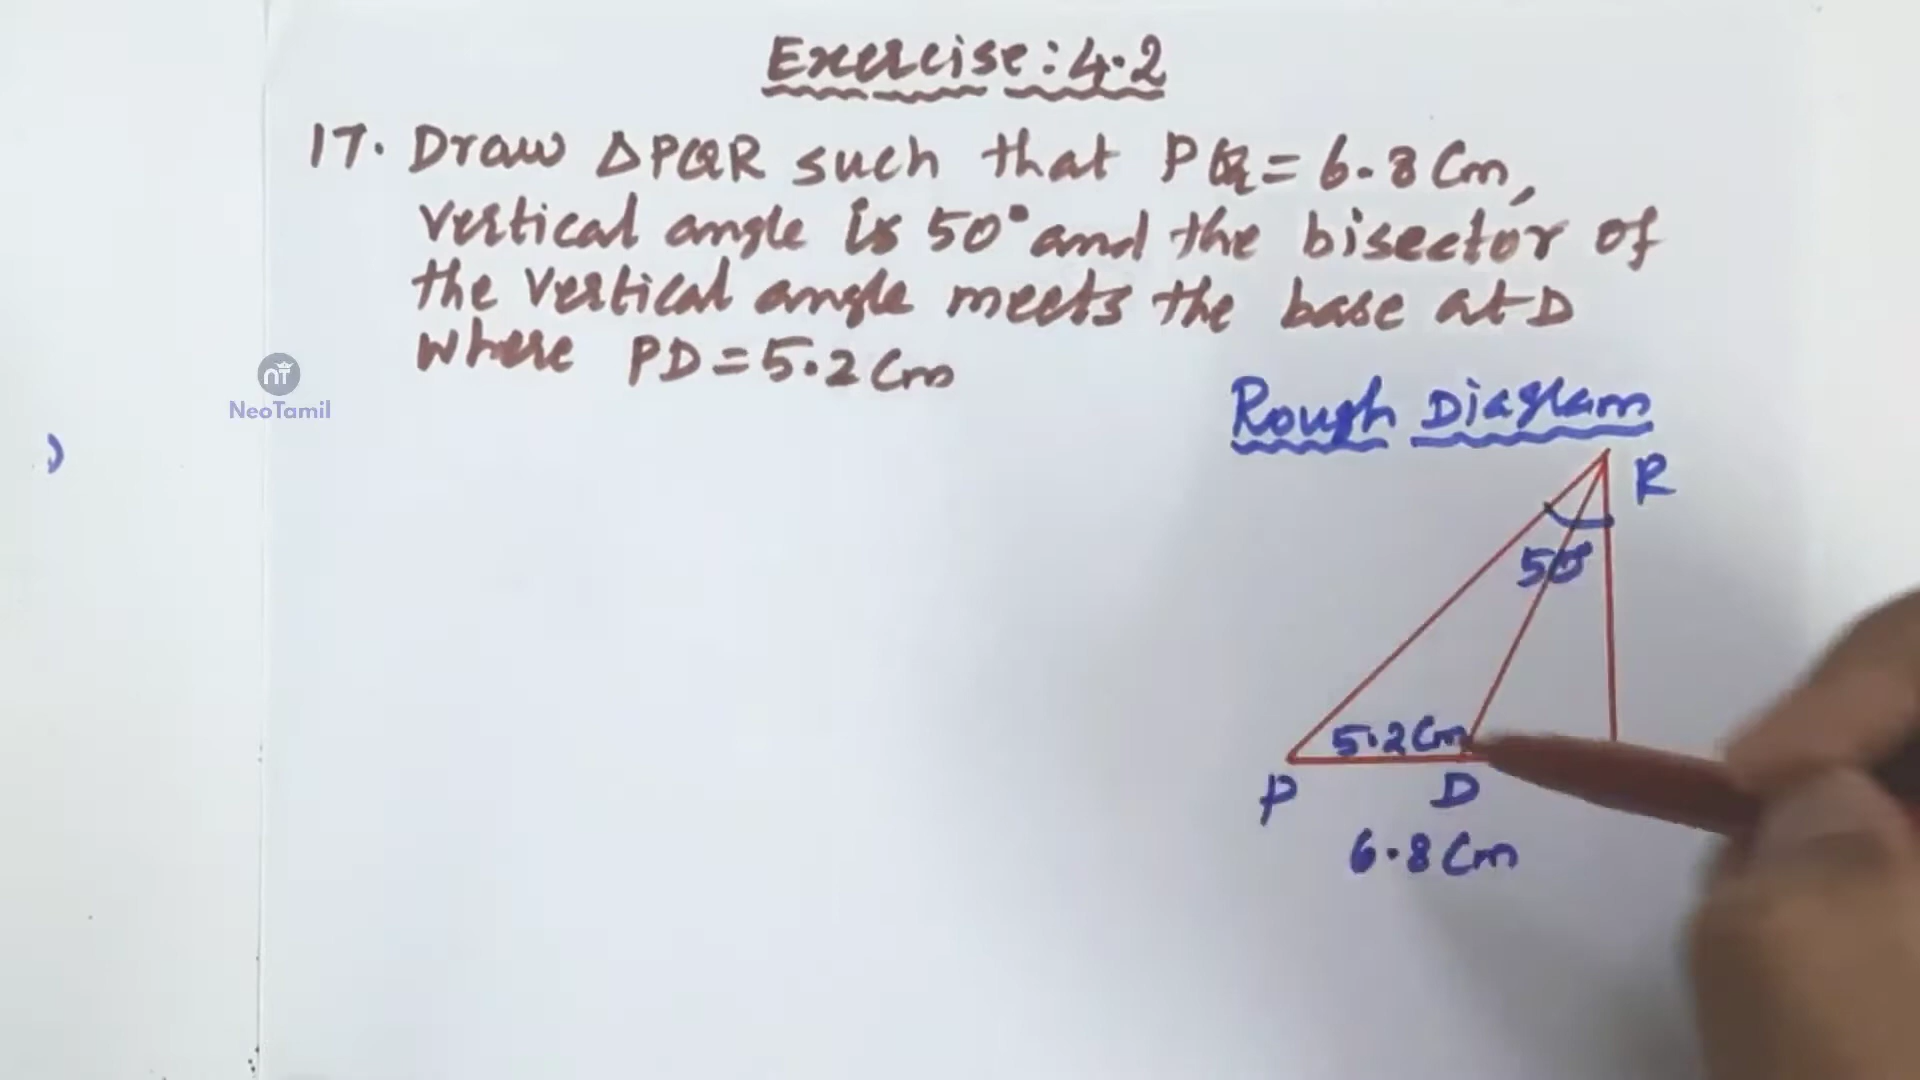 Exercise: 4.2
17. Draw ΔPQR such that PQ = 6.8 Cm,
vertical angle is 50° and the bisector of
the vertical angle meets the base at D
where PD = 5.2 Cm
NeoTamil
Rough Diagram
R
50°
5.2 Cm
P D
6.8 Cm